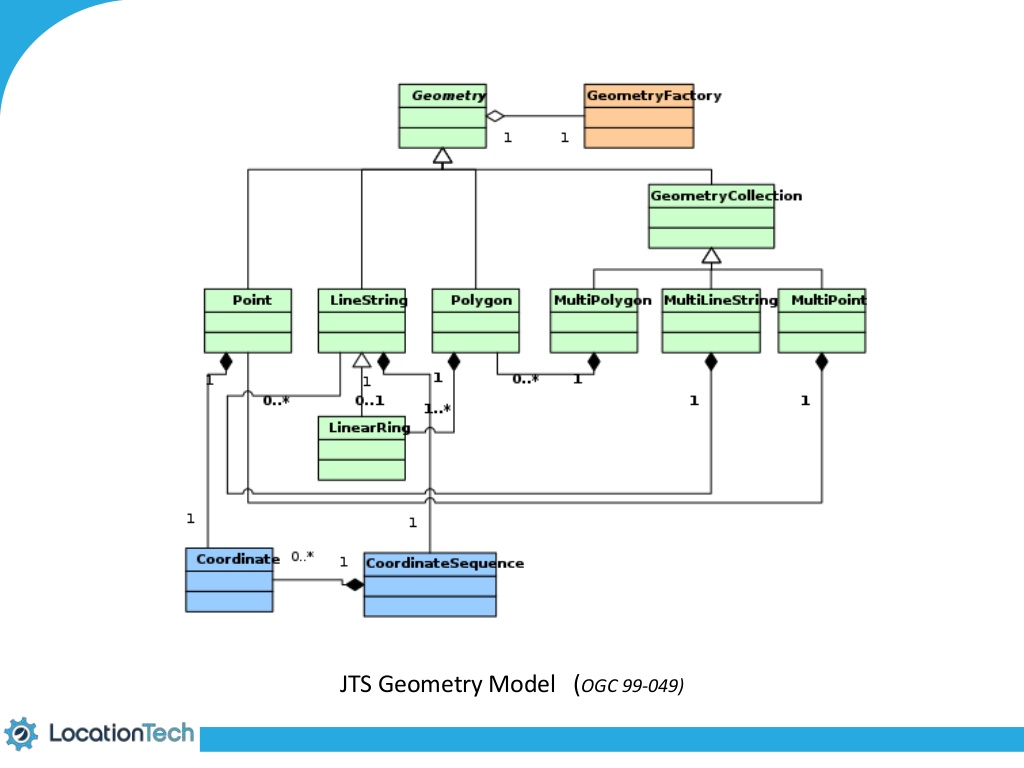 Geometry
GeometryFactory
1 1
GeometryCollection
Point LineString Polygon MultiPolygon MultiLineString MultiPoint
1 1 1 0..* 1
0..* 0..1 1..* 1 1
LinearRing
1 1
Coordinate 0..* 1 CoordinateSequence
JTS Geometry Model (OGC 99-049)
LocationTech